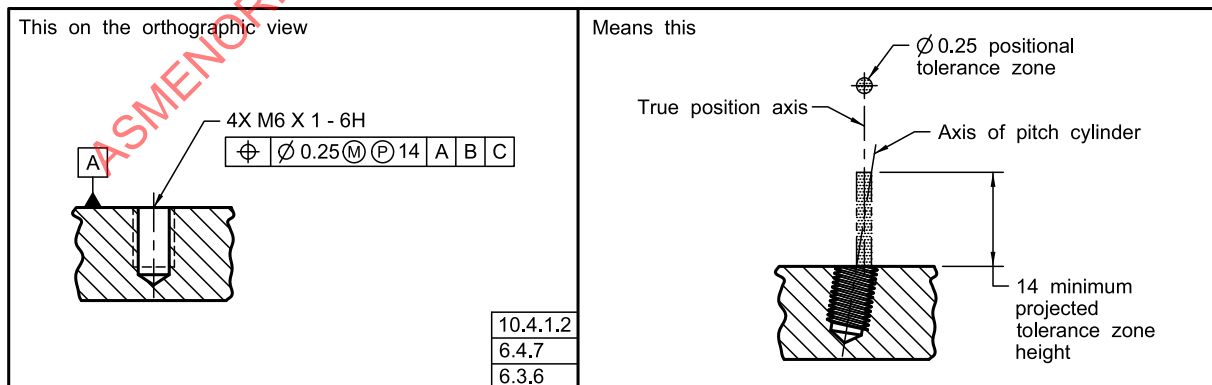 This on the orthographic view
4X M6 X 1 - 6H
⌖ Ø 0.25 Ⓜ Ⓟ 14 A B C
A
10.4.1.2
6.4.7
6.3.6
Means this
Ø 0.25 positional
tolerance zone
True position axis
Axis of pitch cylinder
14 minimum
projected
tolerance zone
height
ASMENOR